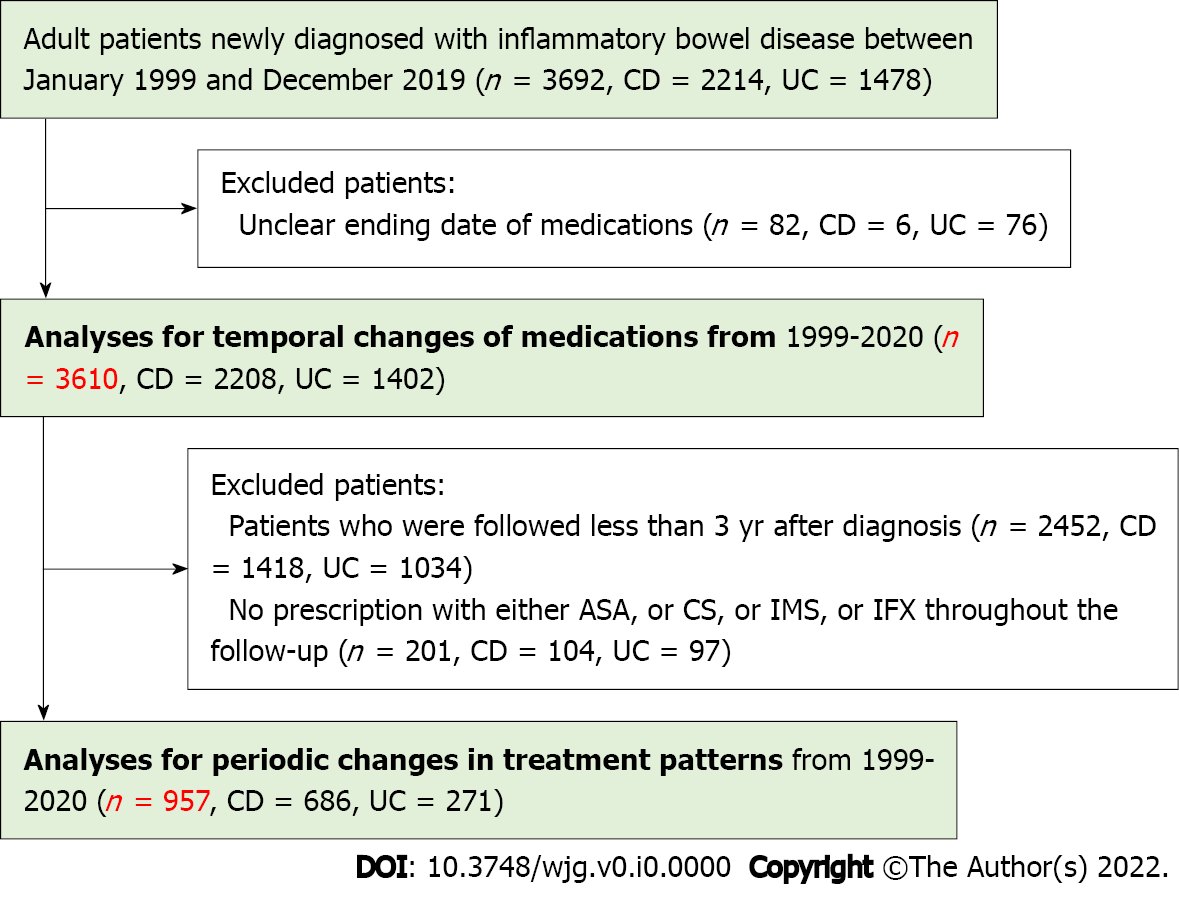 Adult patients newly diagnosed with inflammatory bowel disease between
January 1999 and December 2019 (n = 3692, CD = 2214, UC = 1478)
Excluded patients:
Unclear ending date of medications (n = 82, CD = 6, UC = 76)
Analyses for temporal changes of medications from 1999-2020 (n
= 3610, CD = 2208, UC = 1402)
Excluded patients:
Patients who were followed less than 3 yr after diagnosis (n = 2452, CD
= 1418, UC = 1034)
No prescription with either ASA, or CS, or IMS, or IFX throughout the
follow-up (n = 201, CD = 104, UC = 97)
Analyses for periodic changes in treatment patterns from 1999-
2020 (n = 957, CD = 686, UC = 271)
DOI: 10.3748/wjg.v0.i0.0000 Copyright ©The Author(s) 2022.